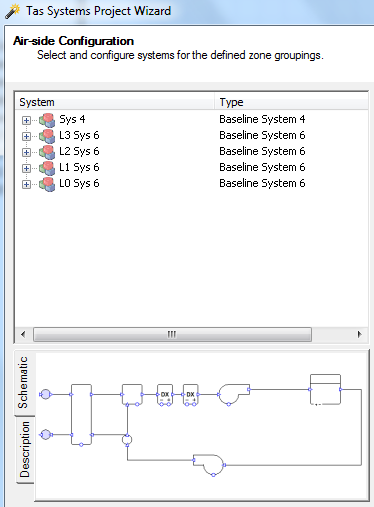 Tas Systems Project Wizard
Air-side Configuration
Select and configure systems for the defined zone groupings.
System Type
Sys 4 Baseline System 4
L3 Sys 6 Baseline System 6
L2 Sys 6 Baseline System 6
L1 Sys 6 Baseline System 6
L0 Sys 6 Baseline System 6
Schematic
DX DX
Description